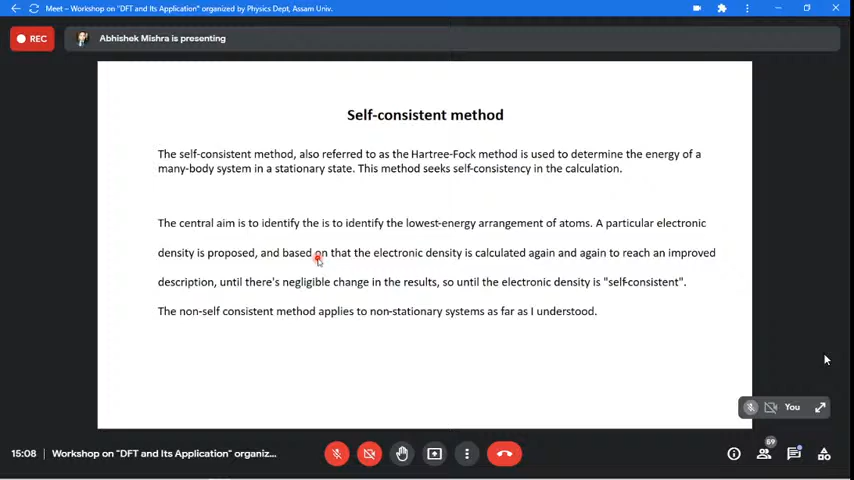 Meet – Workshop on "DFT and Its Application" organized by Physics Dept, Assam Univ.
REC
Abhishek Mishra is presenting
Self-consistent method
The self-consistent method, also referred to as the Hartree-Fock method is used to determine the energy of a
many-body system in a stationary state. This method seeks self-consistency in the calculation.
The central aim is to identify the is to identify the lowest-energy arrangement of atoms. A particular electronic
density is proposed, and based on that the electronic density is calculated again and again to reach an improved
description, until there's negligible change in the results, so until the electronic density is "self-consistent".
The non-self consistent method applies to non-stationary systems as far as I understood.
You
59
15:08 Workshop on "DFT and Its Application" organiz...